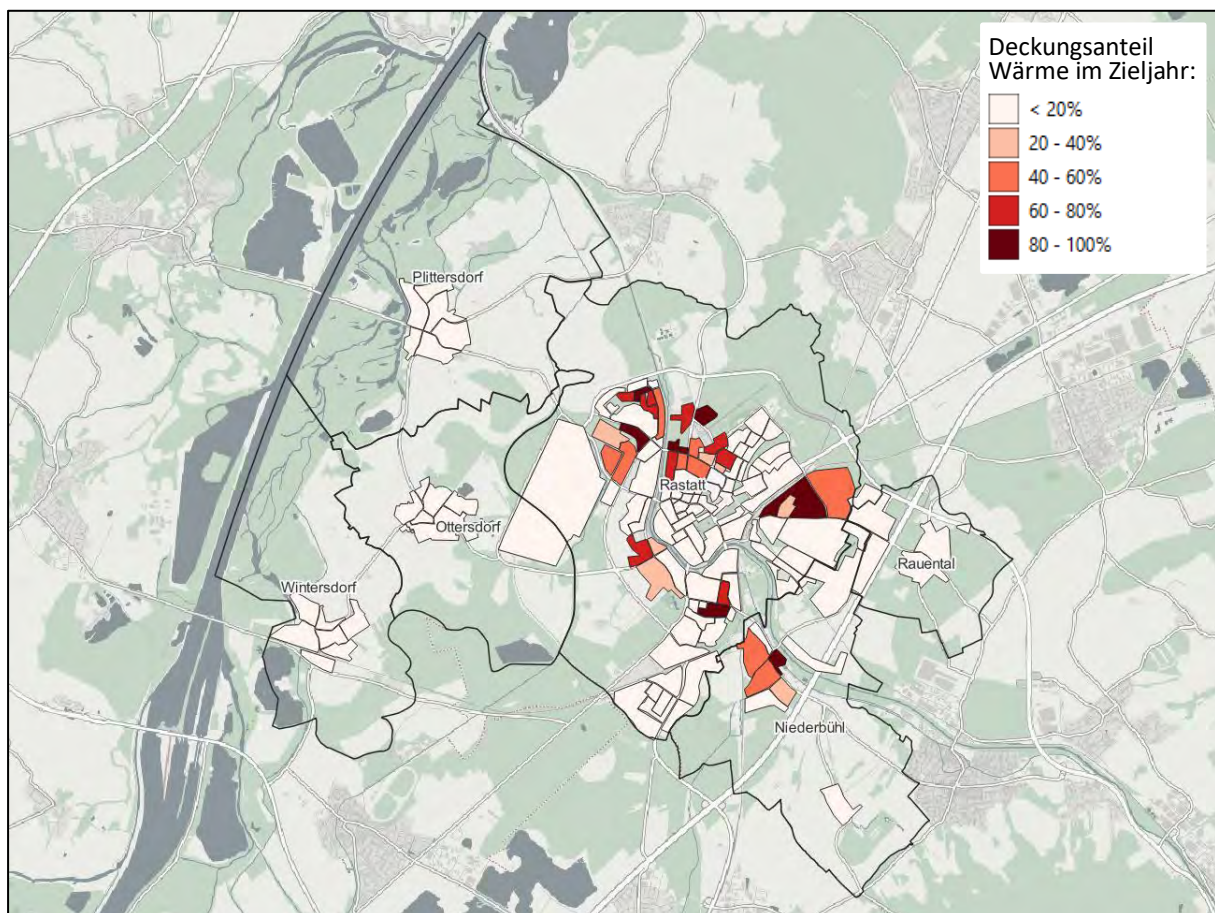 Deckungsanteil
Wärme im Zieljahr:
< 20%
20 - 40%
40 - 60%
60 - 80%
80 - 100%
Plittersdorf
Rastatt
Ottersdorf
Rauental
Wintersdorf
Niederbühl